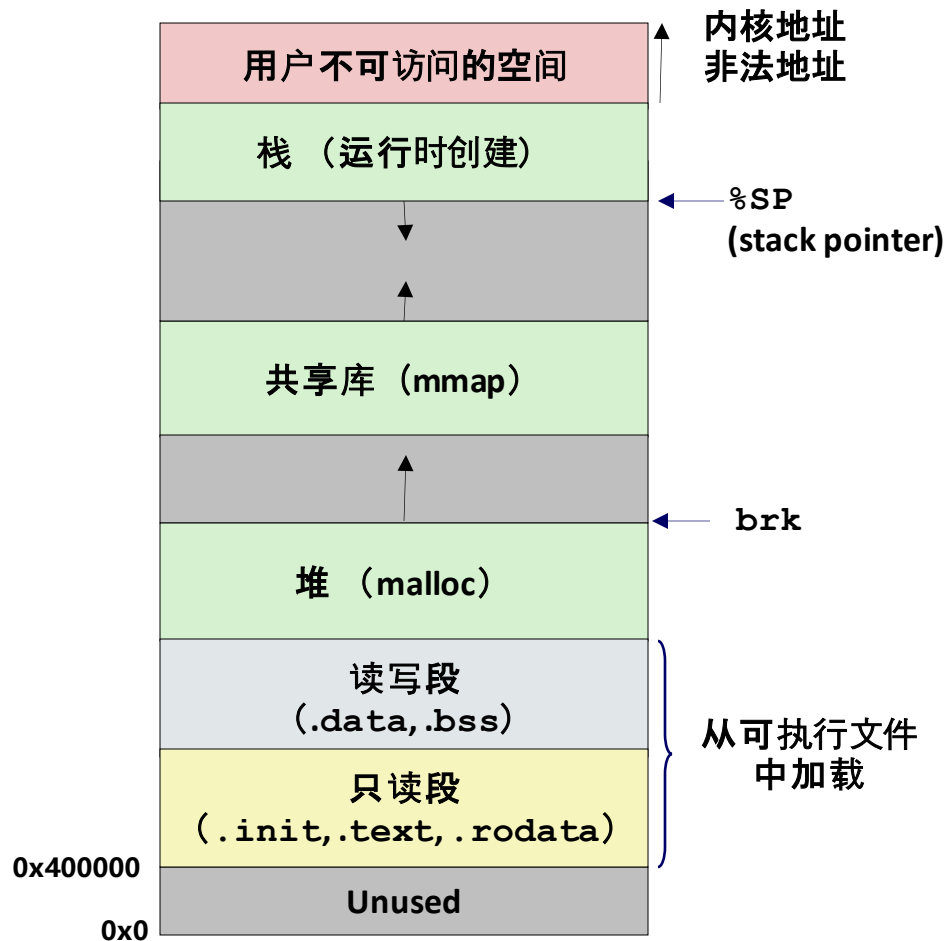 内核地址
非法地址
用户不可访问的空间
栈 （运行时创建）
%SP
(stack pointer)
共享库（mmap）
brk
堆 （malloc）
读写段
(.data,.bss)
从可执行文件
中加载
只读段
(.init,.text,.rodata)
0x400000
Unused
0x0